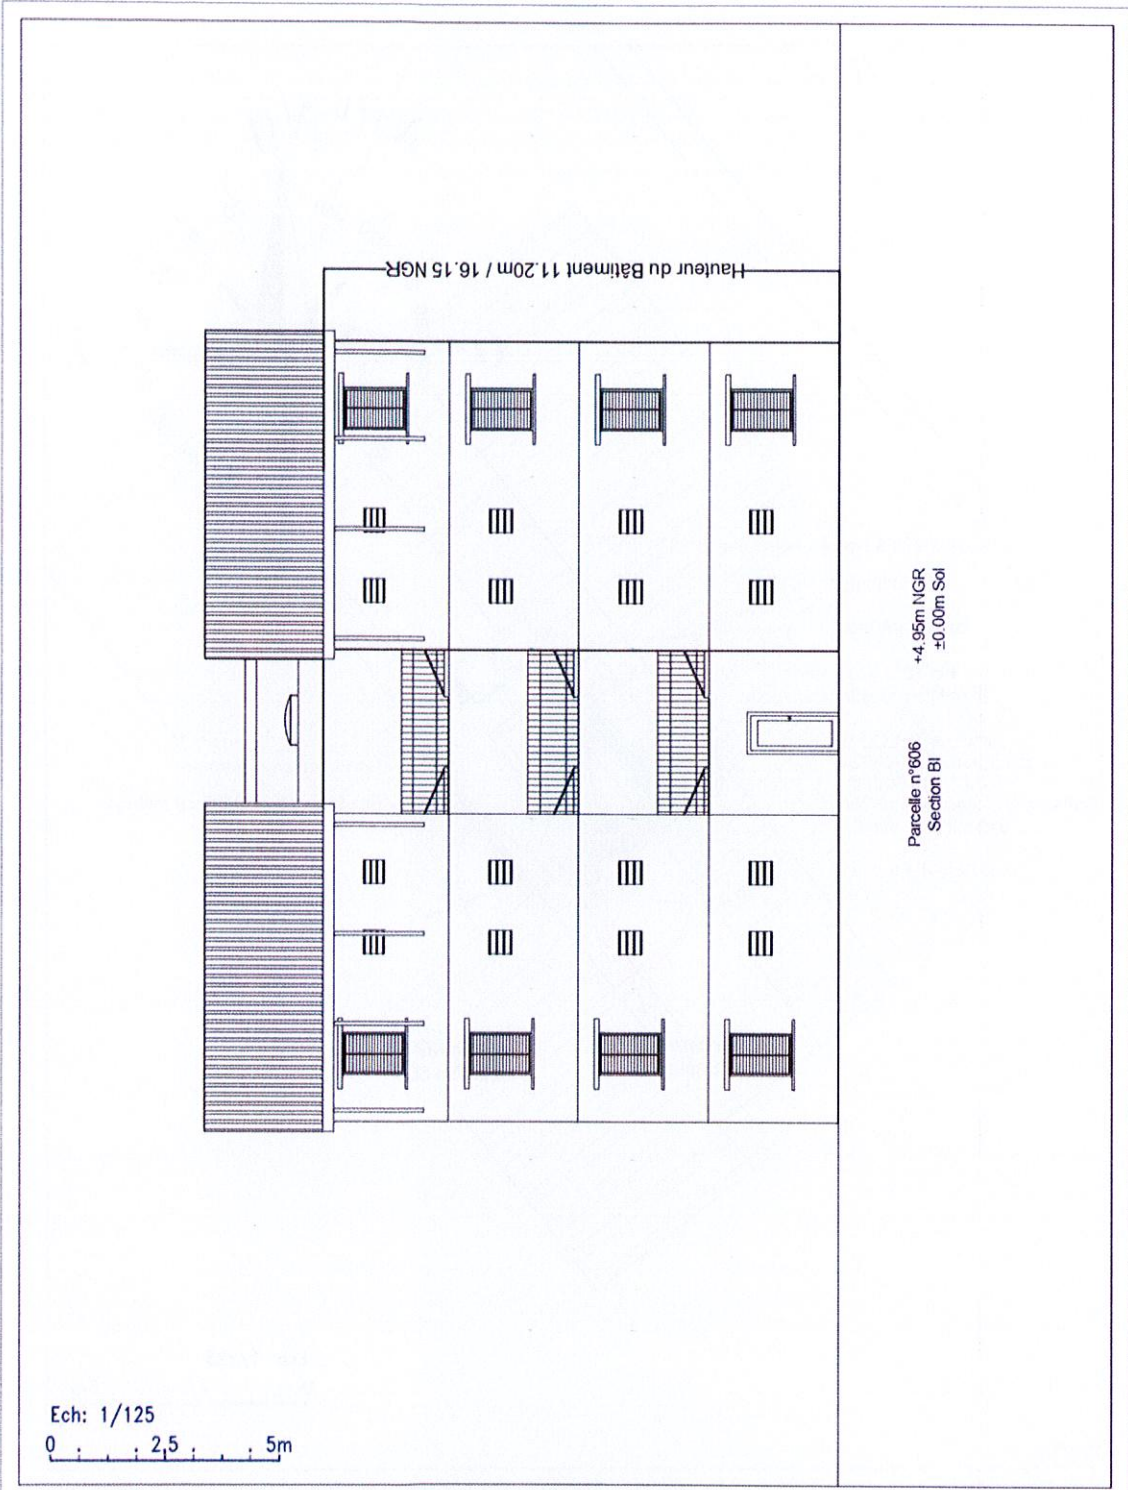 Hauteur du Bâtiment 11.20m / 16.15 NGR
+4.95m NGR
±0.00m Sol
Parcelle n°606
Section BI
Ech: 1/125
0 2,5 5m